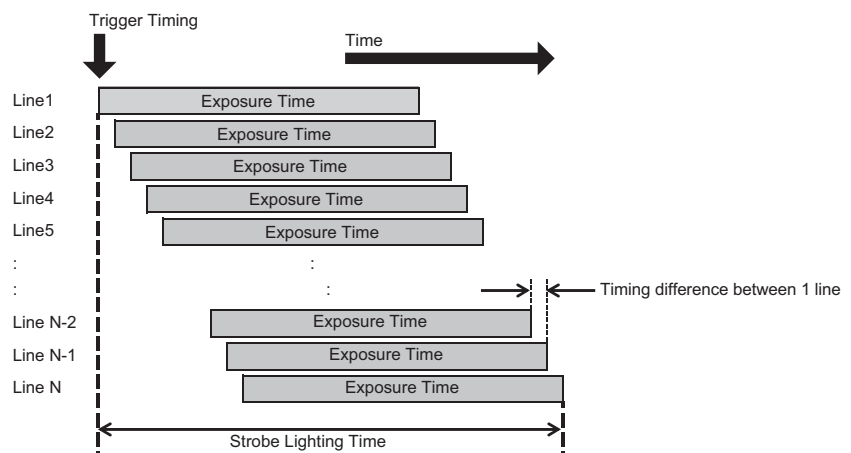 Trigger Timing
Time
Line1 Exposure Time
Line2 Exposure Time
Line3 Exposure Time
Line4 Exposure Time
Line5 Exposure Time
: :
: : Timing difference between 1 line
Line N-2 Exposure Time
Line N-1 Exposure Time
Line N Exposure Time
Strobe Lighting Time